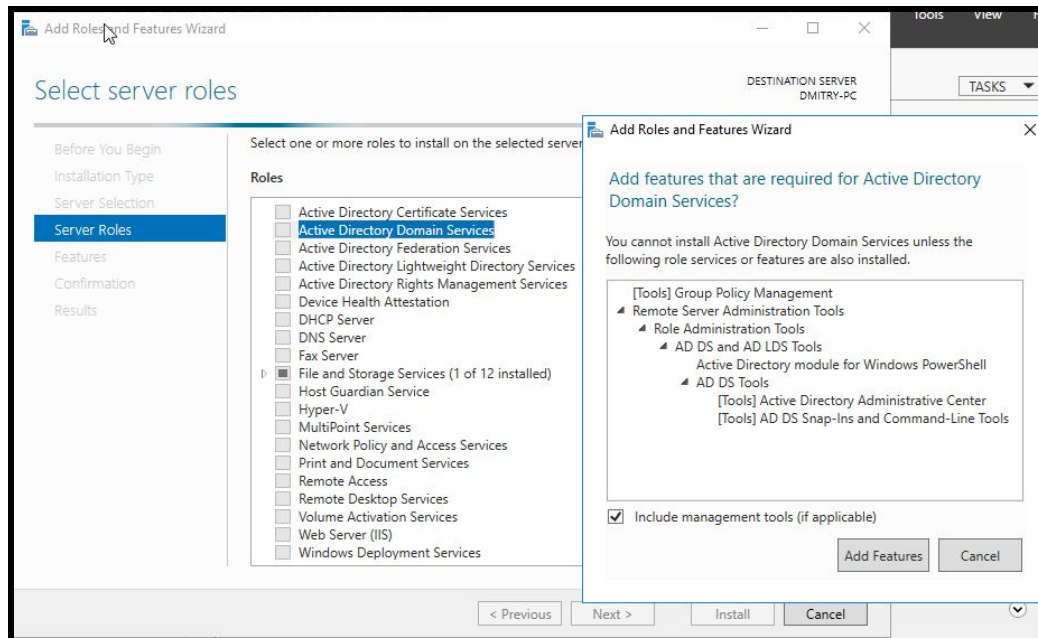 Add Roles and Features Wizard
Tools View
Select server roles
DESTINATION SERVER
DMITRY-PC
TASKS
Before You Begin
Installation Type
Server Selection
Server Roles
Features
Confirmation
Results
Select one or more roles to install on the selected server
Roles
Active Directory Certificate Services
Active Directory Domain Services
Active Directory Federation Services
Active Directory Lightweight Directory Services
Active Directory Rights Management Services
Device Health Attestation
DHCP Server
DNS Server
Fax Server
File and Storage Services (1 of 12 installed)
Host Guardian Service
Hyper-V
MultiPoint Services
Network Policy and Access Services
Print and Document Services
Remote Access
Remote Desktop Services
Volume Activation Services
Web Server (IIS)
Windows Deployment Services
< Previous Next > Install Cancel
Add Roles and Features Wizard
Add features that are required for Active Directory
Domain Services?
You cannot install Active Directory Domain Services unless the
following role services or features are also installed.
[Tools] Group Policy Management
Remote Server Administration Tools
Role Administration Tools
AD DS and AD LDS Tools
Active Directory module for Windows PowerShell
AD DS Tools
[Tools] Active Directory Administrative Center
[Tools] AD DS Snap-Ins and Command-Line Tools
Include management tools (if applicable)
Add Features Cancel